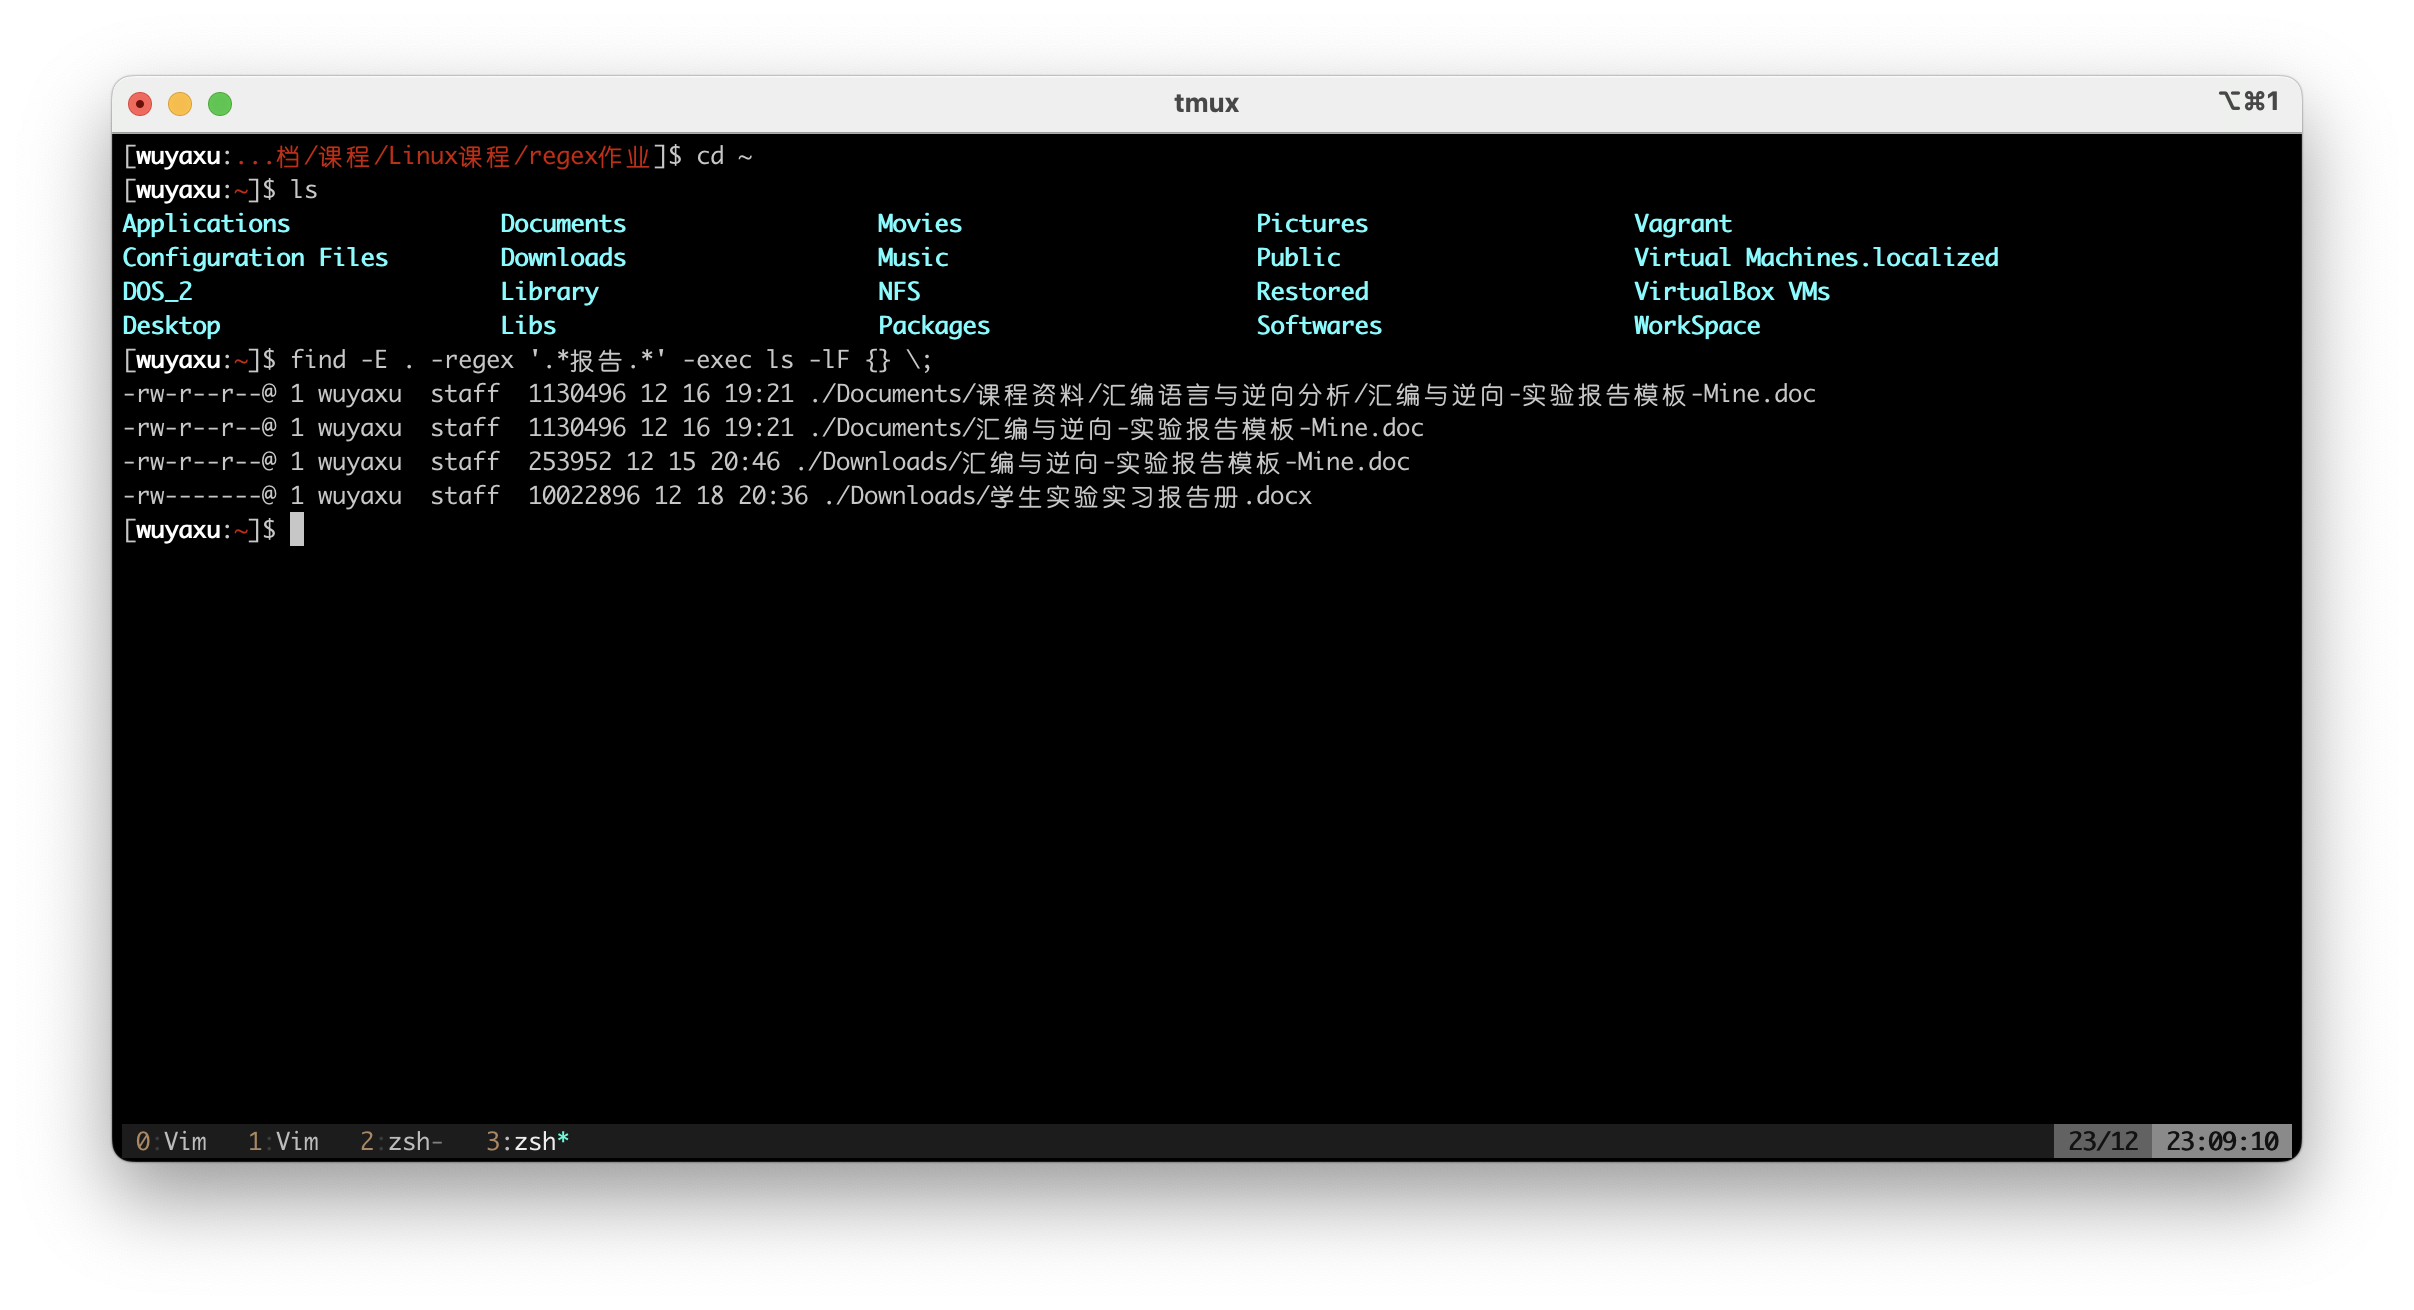 tmux
⌥⌘1
[wuyaxu:...档/课程/Linux课程/regex作业]$ cd ~
[wuyaxu:~]$ ls
Applications Documents Movies Pictures Vagrant
Configuration Files Downloads Music Public Virtual Machines.localized
DOS_2 Library NFS Restored VirtualBox VMs
Desktop Libs Packages Softwares WorkSpace
[wuyaxu:~]$ find -E . -regex '.*报告.*' -exec ls -lF {} \;
-rw-r--r--@ 1 wuyaxu  staff  1130496 12 16 19:21 ./Documents/课程资料/汇编语言与逆向分析/汇编与逆向-实验报告模板-Mine.doc
-rw-r--r--@ 1 wuyaxu  staff  1130496 12 16 19:21 ./Documents/汇编与逆向-实验报告模板-Mine.doc
-rw-r--r--@ 1 wuyaxu  staff  253952 12 15 20:46 ./Downloads/汇编与逆向-实验报告模板-Mine.doc
-rw-------@ 1 wuyaxu  staff  10022896 12 18 20:36 ./Downloads/学生实验实习报告册.docx
[wuyaxu:~]$
0:Vim 1:Vim 2:zsh- 3:zsh* 23/12 23:09:10